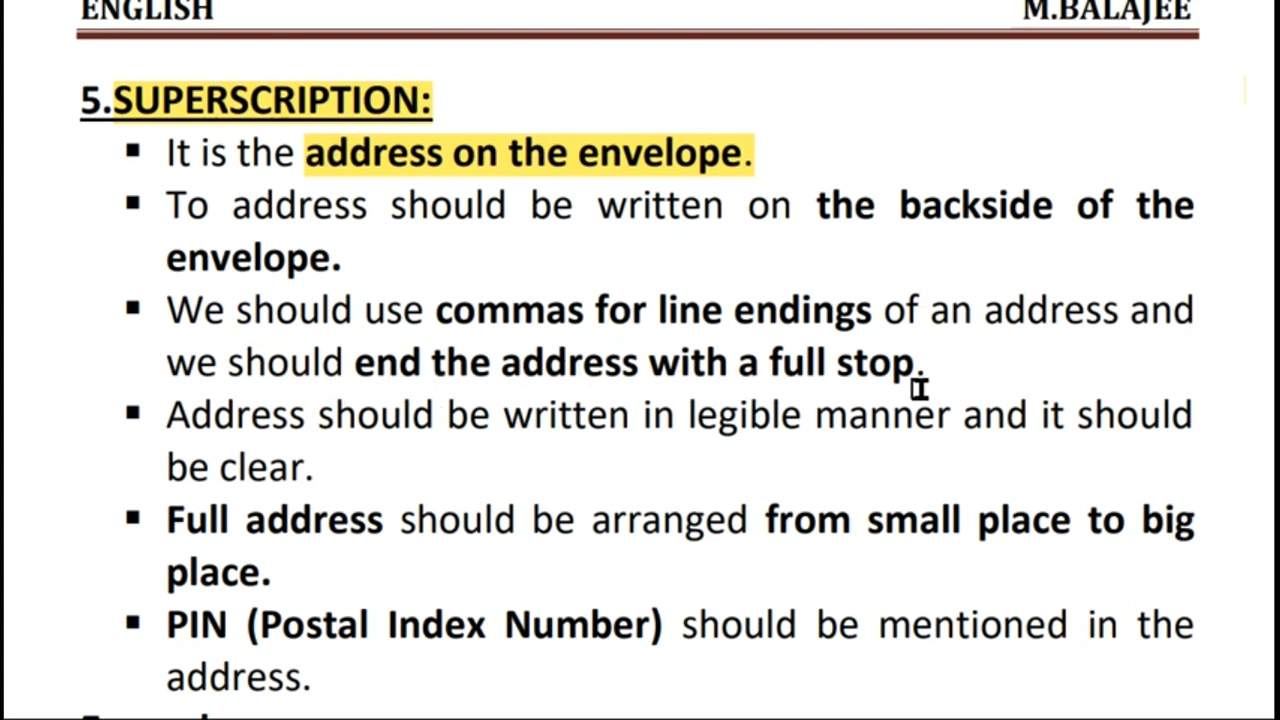 ENGLISH M.BALAJEE
5.SUPERSCRIPTION:
▪ It is the address on the envelope.
▪ To address should be written on the backside of the
envelope.
▪ We should use commas for line endings of an address and
we should end the address with a full stop.
▪ Address should be written in legible manner and it should
be clear.
▪ Full address should be arranged from small place to big
place.
▪ PIN (Postal Index Number) should be mentioned in the
address.